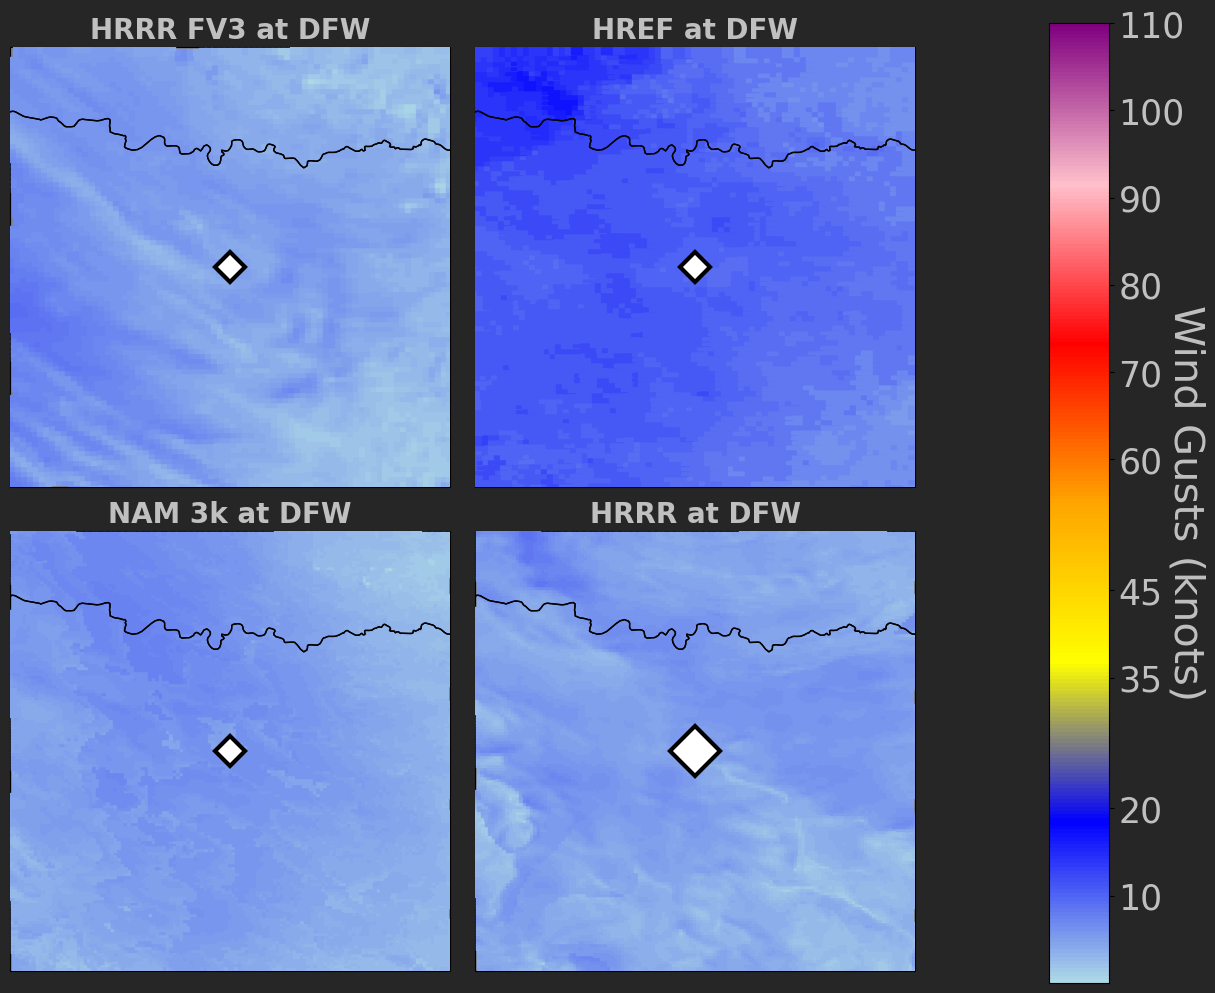 HRRR FV3 at DFW
HREF at DFW
NAM 3k at DFW
HRRR at DFW
110
100
90
80
70
60
45
35
20
10
Wind Gusts (knots)